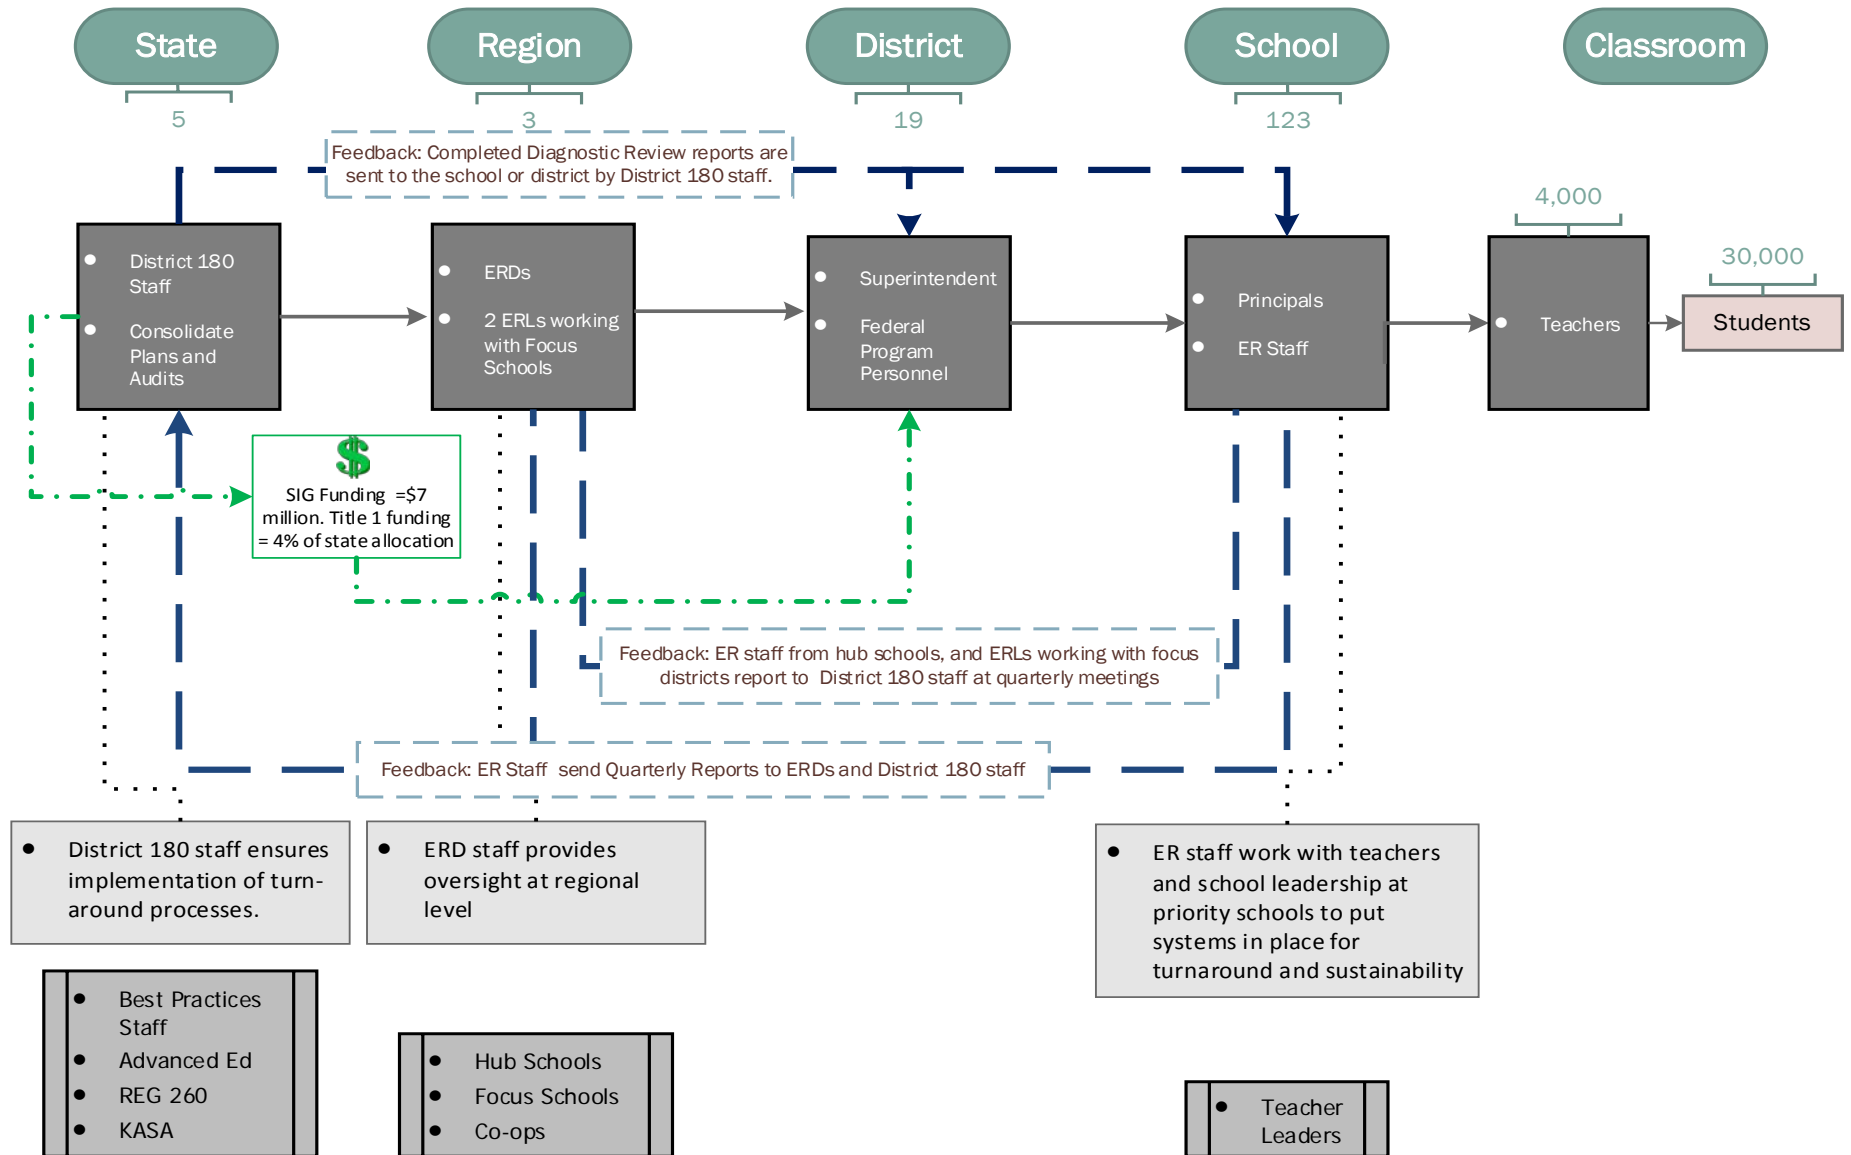 State
Region
District
School
Classroom
5
3
19
123
Feedback: Completed Diagnostic Review reports are
sent to the school or district by District 180 staff.
4,000
30,000
• District 180
Staff
• Consolidate
Plans and
Audits
• ERDs
• 2 ERLs working
with Focus
Schools
• Superintendent
• Federal
Program
Personnel
• Principals
• ER Staff
• Teachers
Students
$
SIG Funding =$7
million. Title 1 funding
= 4% of state allocation
Feedback: ER staff from hub schools, and ERLs working with focus
districts report to District 180 staff at quarterly meetings
Feedback: ER Staff send Quarterly Reports to ERDs and District 180 staff
• District 180 staff ensures
implementation of turn-
around processes.
• ERD staff provides
oversight at regional
level
• ER staff work with teachers
and school leadership at
priority schools to put
systems in place for
turnaround and sustainability
• Best Practices
Staff
• Advanced Ed
• REG 260
• KASA
• Hub Schools
• Focus Schools
• Co-ops
• Teacher
Leaders